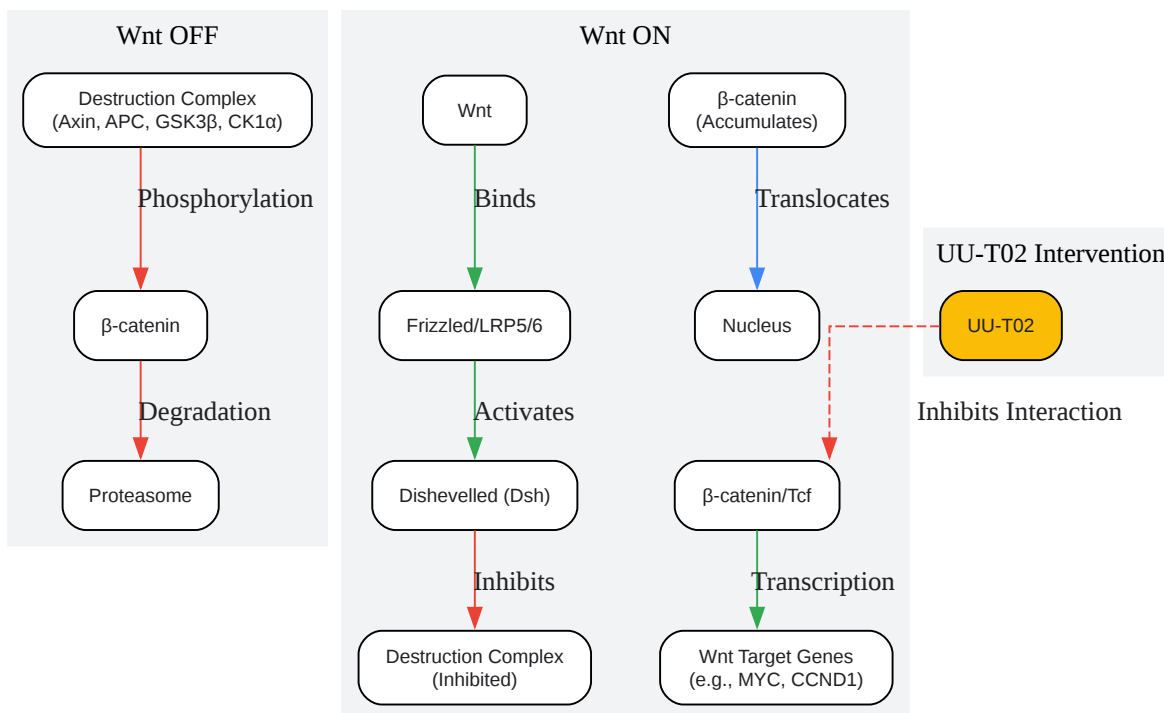 Wnt OFF
Destruction Complex
(Axin, APC, GSK3β, CK1α)
Phosphorylation
β-catenin
Degradation
Proteasome
Wnt ON
Wnt
Binds
Frizzled/LRP5/6
Activates
Dishevelled (Dsh)
Inhibits
Destruction Complex
(Inhibited)
β-catenin
(Accumulates)
Translocates
Nucleus
β-catenin/Tcf
Transcription
Wnt Target Genes
(e.g., MYC, CCND1)
UU-T02 Intervention
UU-T02
Inhibits Interaction